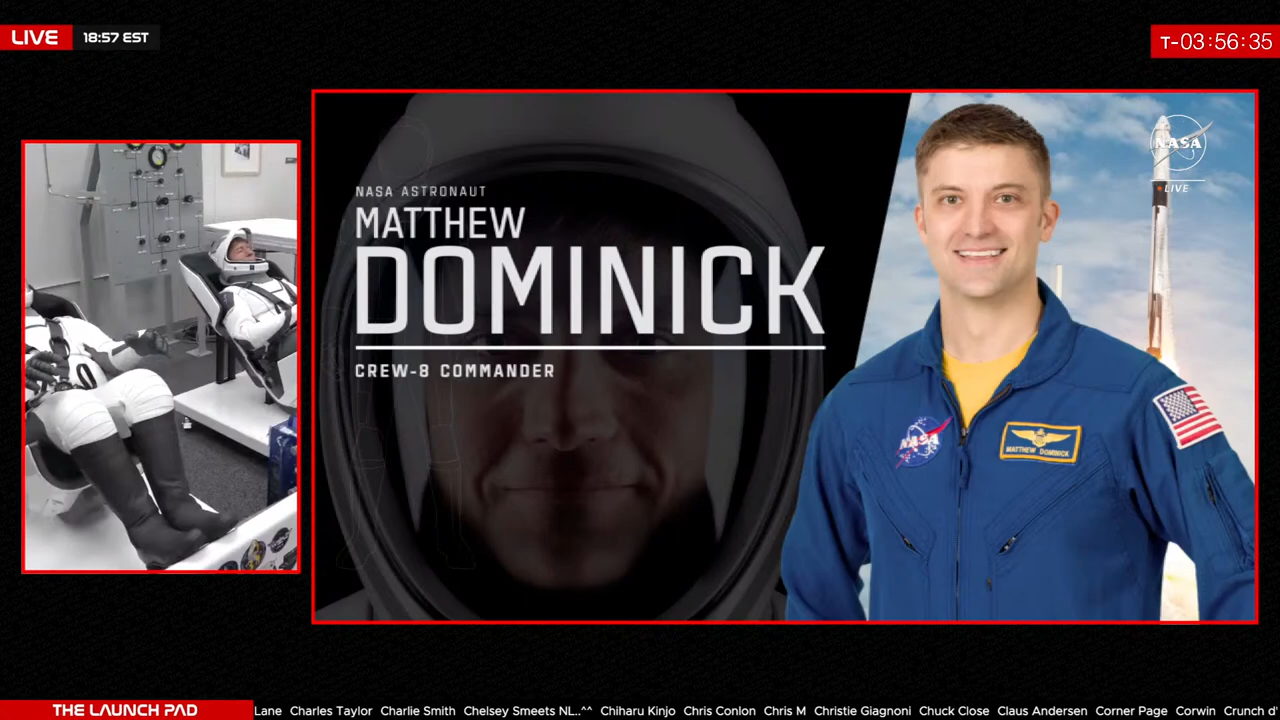 LIVE
18:57 EST
T-03:56:35
NASA
LIVE
NASA ASTRONAUT
MATTHEW
DOMINICK
CREW-8 COMMANDER
NASA
MATTHEW DOMINICK
THE LAUNCH PAD
Lane Charles Taylor Charlie Smith Chelsey Smeets NL..^^ Chiharu Kinjo Chris Conlon Chris M Christie Giagnoni Chuck Close Claus Andersen Corner Page Corwin Crunch d'